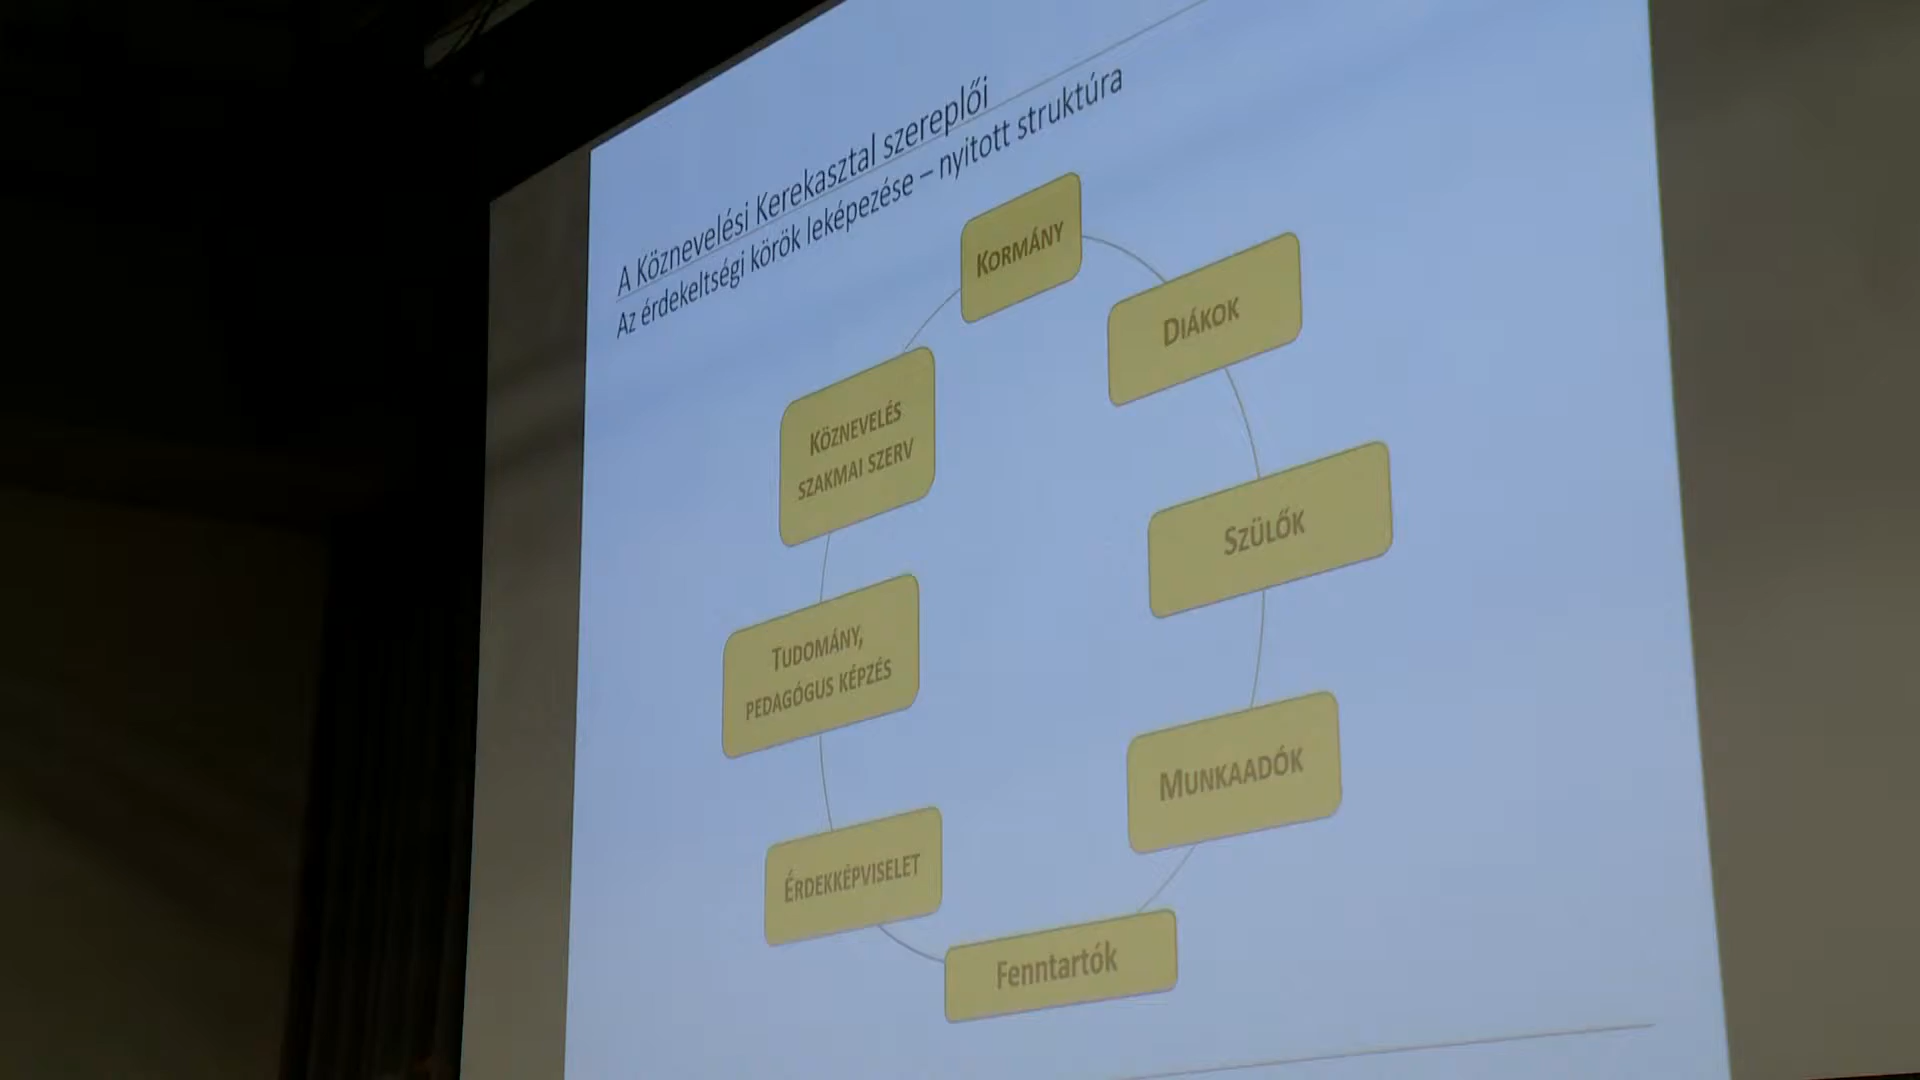 A Köznevelési Kerekasztal szereplői
Az érdekeltségi körök leképezése – nyitott struktúra
KORMÁNY
DIÁKOK
SZÜLŐK
MUNKAADÓK
Fenntartók
ÉRDEKKÉPVISELET
TUDOMÁNY,
PEDAGÓGUS KÉPZÉS
KÖZNEVELÉS
SZAKMAI SZERV